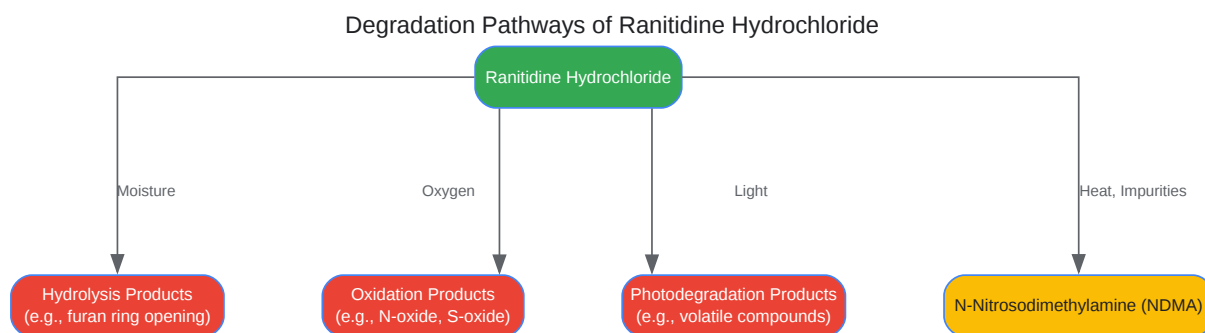 Degradation Pathways of Ranitidine Hydrochloride
Ranitidine Hydrochloride
Moisture
Oxygen
Light
Heat, Impurities
Hydrolysis Products
(e.g., furan ring opening)
Oxidation Products
(e.g., N-oxide, S-oxide)
Photodegradation Products
(e.g., volatile compounds)
N-Nitrosodimethylamine (NDMA)